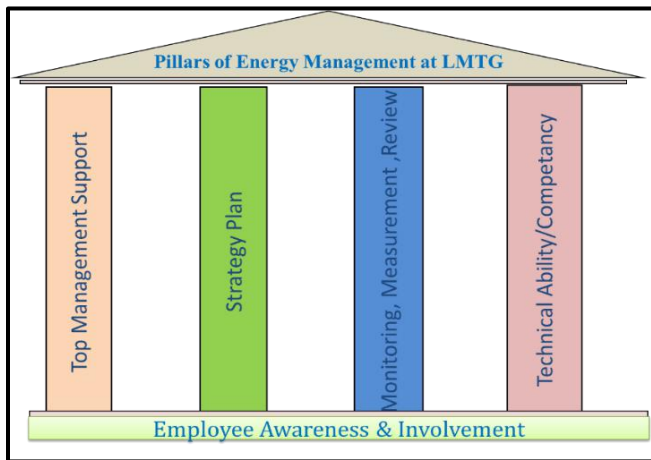 Pillars of Energy Management at LMTG
Top Management Support
Strategy Plan
Monitoring, Measurement ,Review
Technical Ability/Competancy
Employee Awareness & Involvement